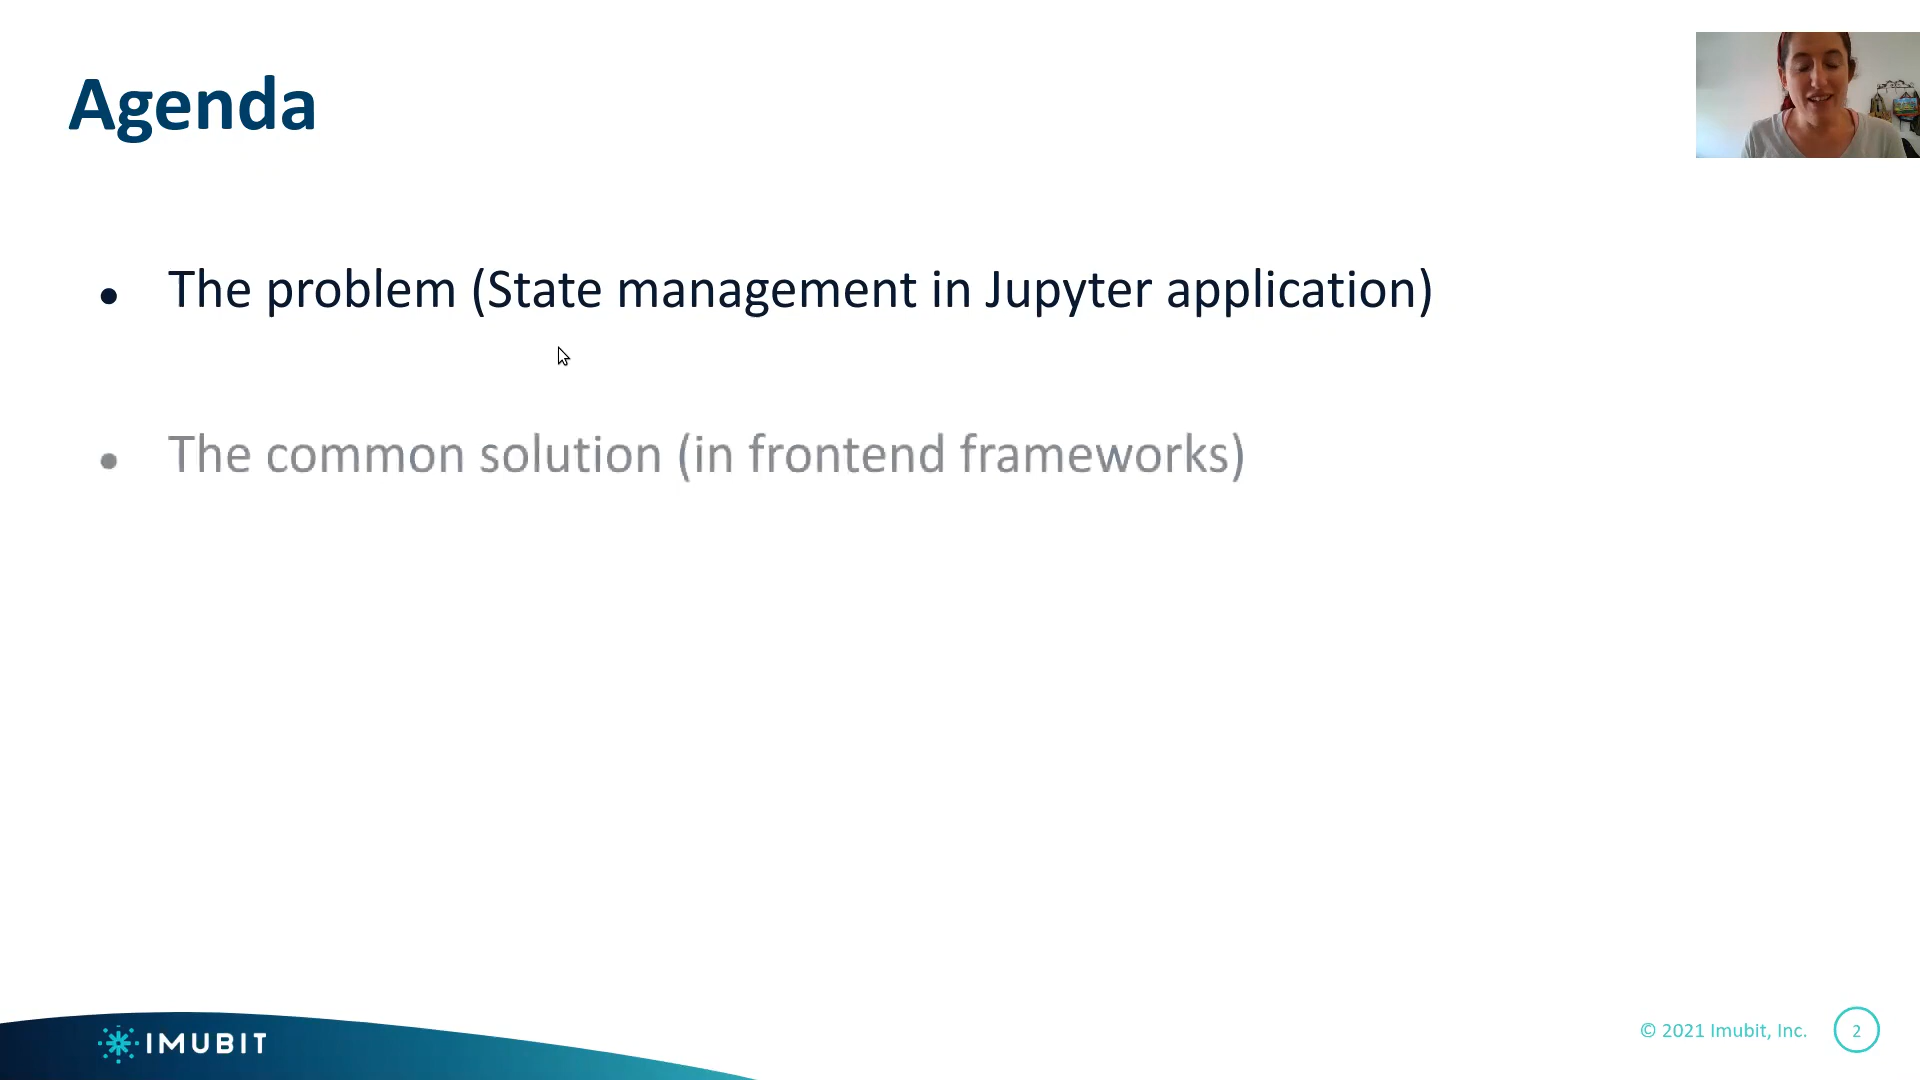 Agenda
• The problem (State management in Jupyter application)
• The common solution (in frontend frameworks)
IMUBIT
© 2021 Imubit, Inc. 2